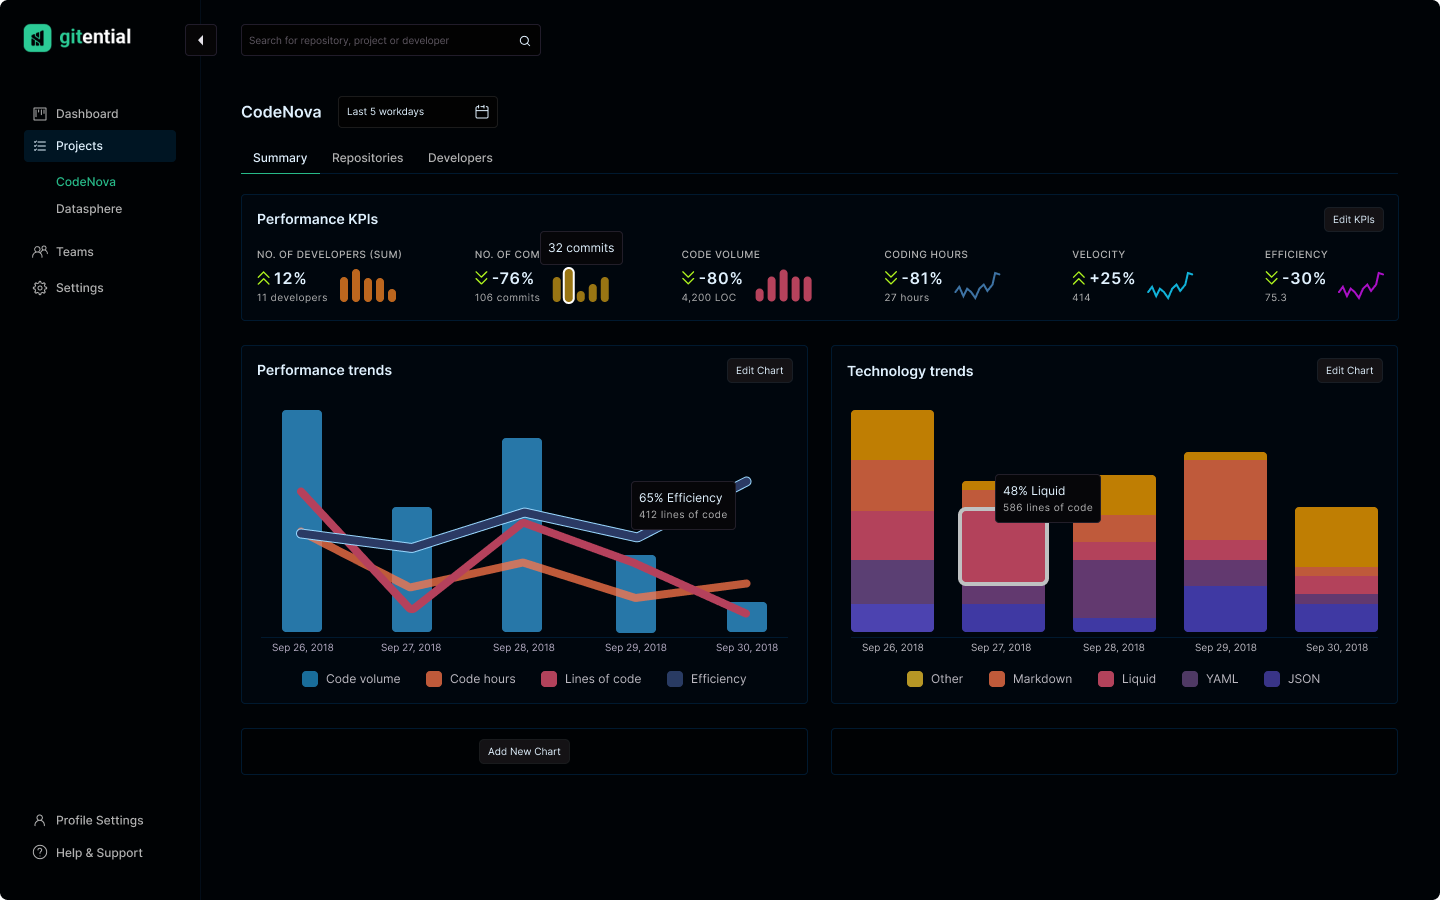 gitential
Search for repository, project or developer
Dashboard
Projects
CodeNova
Datasphere
Teams
Settings
Profile Settings
Help & Support
CodeNova
Last 5 workdays
Summary
Repositories
Developers
Performance KPIs
Edit KPIs
NO. OF DEVELOPERS (SUM)
12%
11 developers
NO. OF COM
32 commits
-76%
106 commits
CODE VOLUME
-80%
4,200 LOC
CODING HOURS
-81%
27 hours
VELOCITY
+25%
414
EFFICIENCY
-30%
75.3
Performance trends
Edit Chart
65% Efficiency
412 lines of code
Sep 26, 2018
Sep 27, 2018
Sep 28, 2018
Sep 29, 2018
Sep 30, 2018
Code volume
Code hours
Lines of code
Efficiency
Technology trends
Edit Chart
48% Liquid
586 lines of code
Sep 26, 2018
Sep 27, 2018
Sep 28, 2018
Sep 29, 2018
Sep 30, 2018
Other
Markdown
Liquid
YAML
JSON
Add New Chart